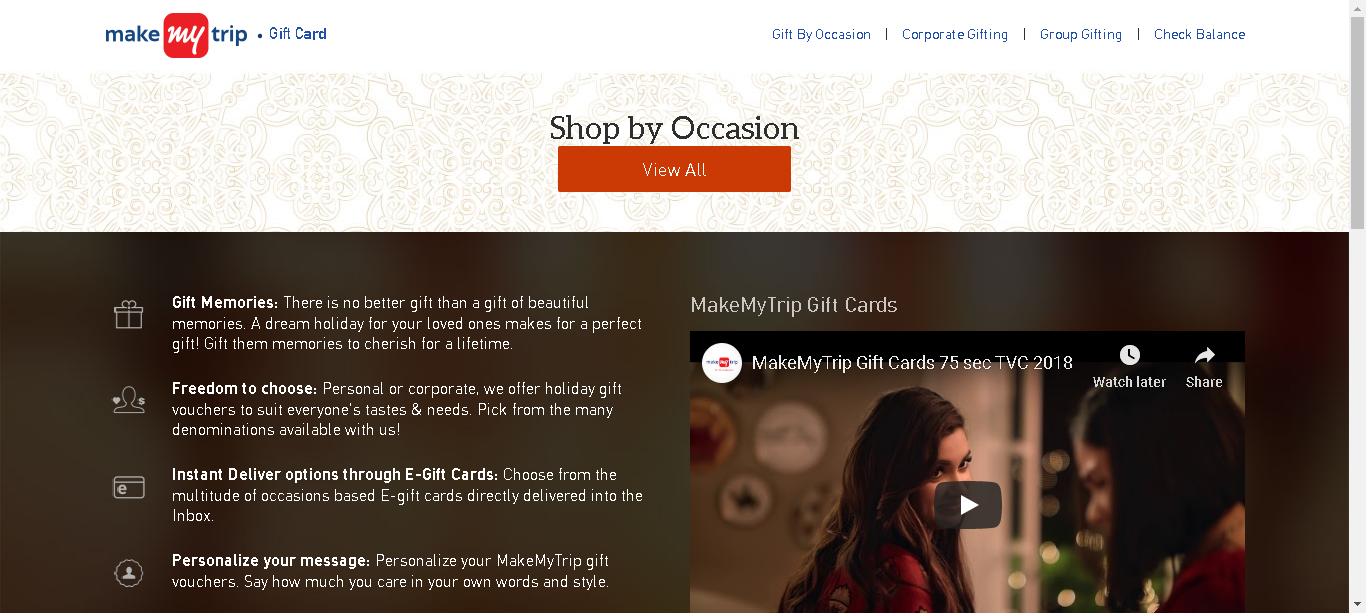 make my trip • Gift Card
Gift By Occasion | Corporate Gifting | Group Gifting | Check Balance
Shop by Occasion
View All
Gift Memories: There is no better gift than a gift of beautiful
memories. A dream holiday for your loved ones makes for a perfect
gift! Gift them memories to cherish for a lifetime.
Freedom to choose: Personal or corporate, we offer holiday gift
vouchers to suit everyone's tastes & needs. Pick from the many
denominations available with us!
Instant Deliver options through E-Gift Cards: Choose from the
multitude of occasions based E-gift cards directly delivered into the
Inbox.
Personalize your message: Personalize your MakeMyTrip gift
vouchers. Say how much you care in your own words and style.
MakeMyTrip Gift Cards
make my trip
MakeMyTrip Gift Cards 75 sec TVC 2018
Watch later
Share